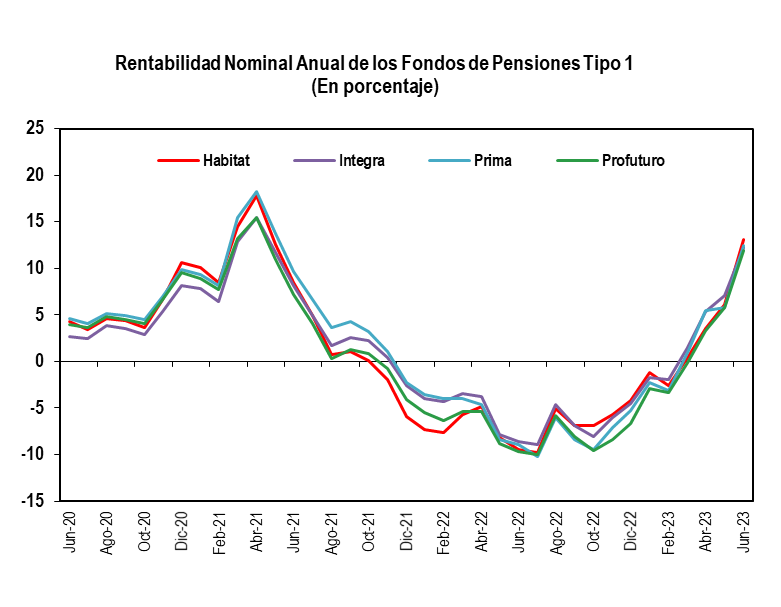 Rentabilidad Nominal Anual de los Fondos de Pensiones Tipo 1
(En porcentaje)
25
20
15
10
5
0
-5
-10
-15
Habitat
Integra
Prima
Profuturo
Jun-20
Ago-20
Oct-20
Dic-20
Feb-21
Abr-21
Jun-21
Ago-21
Oct-21
Dic-21
Feb-22
Abr-22
Jun-22
Ago-22
Oct-22
Dic-22
Feb-23
Abr-23
Jun-23